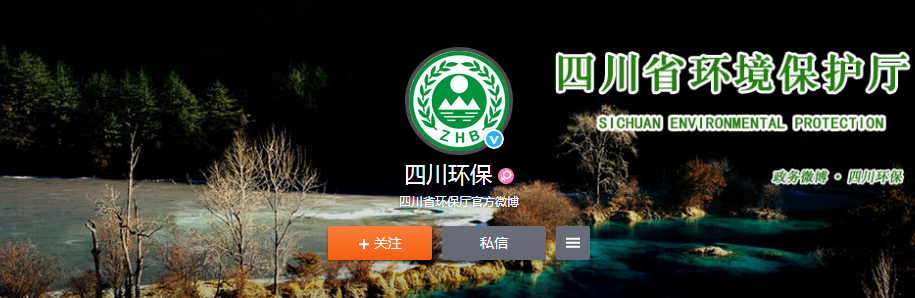 四川省环境保护厅
SICHUAN ENVIRONMENTAL PROTECTION
ZHB
V
四川环保
政务微博·四川环保
四川省环保厅官方微博
+ 关注
私信